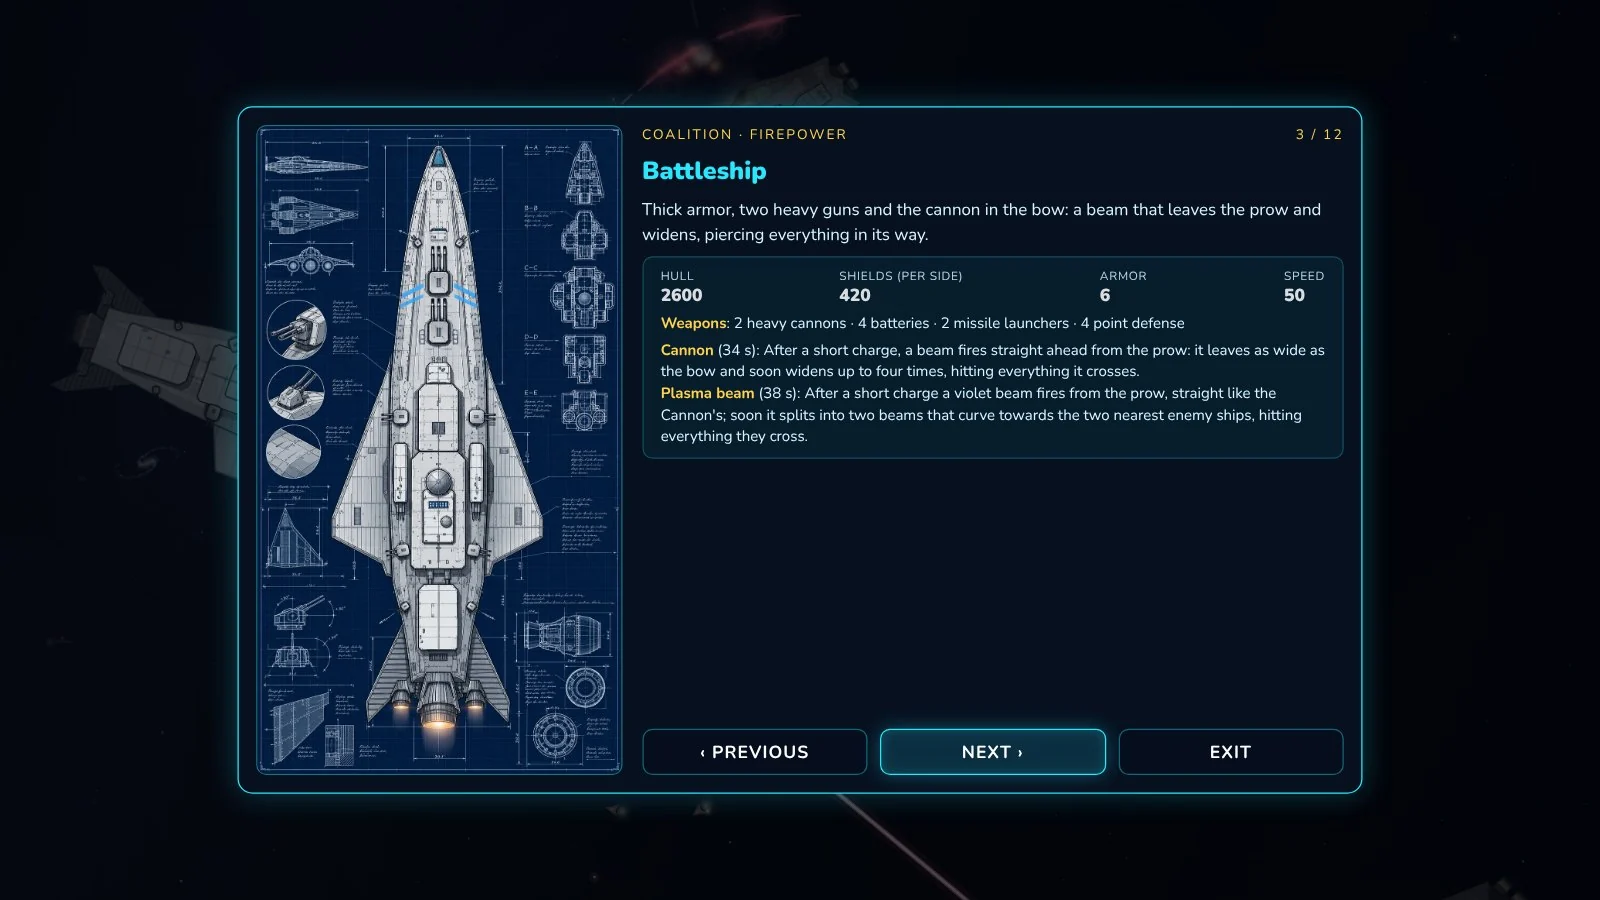 COALITION · FIREPOWER
3 / 12
Battleship
Thick armor, two heavy guns and the cannon in the bow: a beam that leaves the prow and
widens, piercing everything in its way.
HULL
2600
SHIELDS (PER SIDE)
420
ARMOR
6
SPEED
50
Weapons: 2 heavy cannons · 4 batteries · 2 missile launchers · 4 point defense
Cannon (34 s): After a short charge, a beam fires straight ahead from the prow: it leaves as wide as
the bow and soon widens up to four times, hitting everything it crosses.
Plasma beam (38 s): After a short charge a violet beam fires from the prow, straight like the
Cannon's; soon it splits into two beams that curve towards the two nearest enemy ships, hitting
everything they cross.
A-A
B-B
C-C
D-D
E-E
‹ PREVIOUS
NEXT ›
EXIT